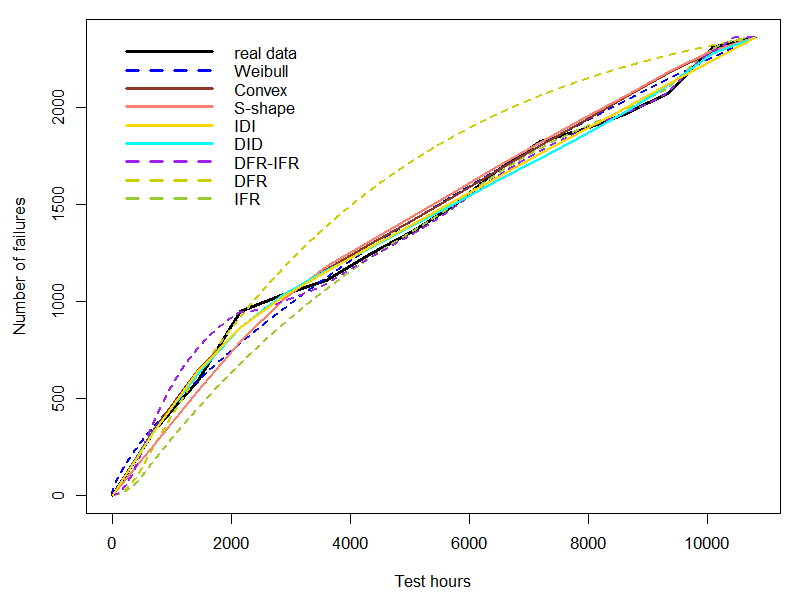 real data
Weibull
Convex
S-shape
IDI
DID
DFR-IFR
DFR
IFR
Number of failures
2000
1500
1000
500
0
0 2000 4000 6000 8000 10000
Test hours